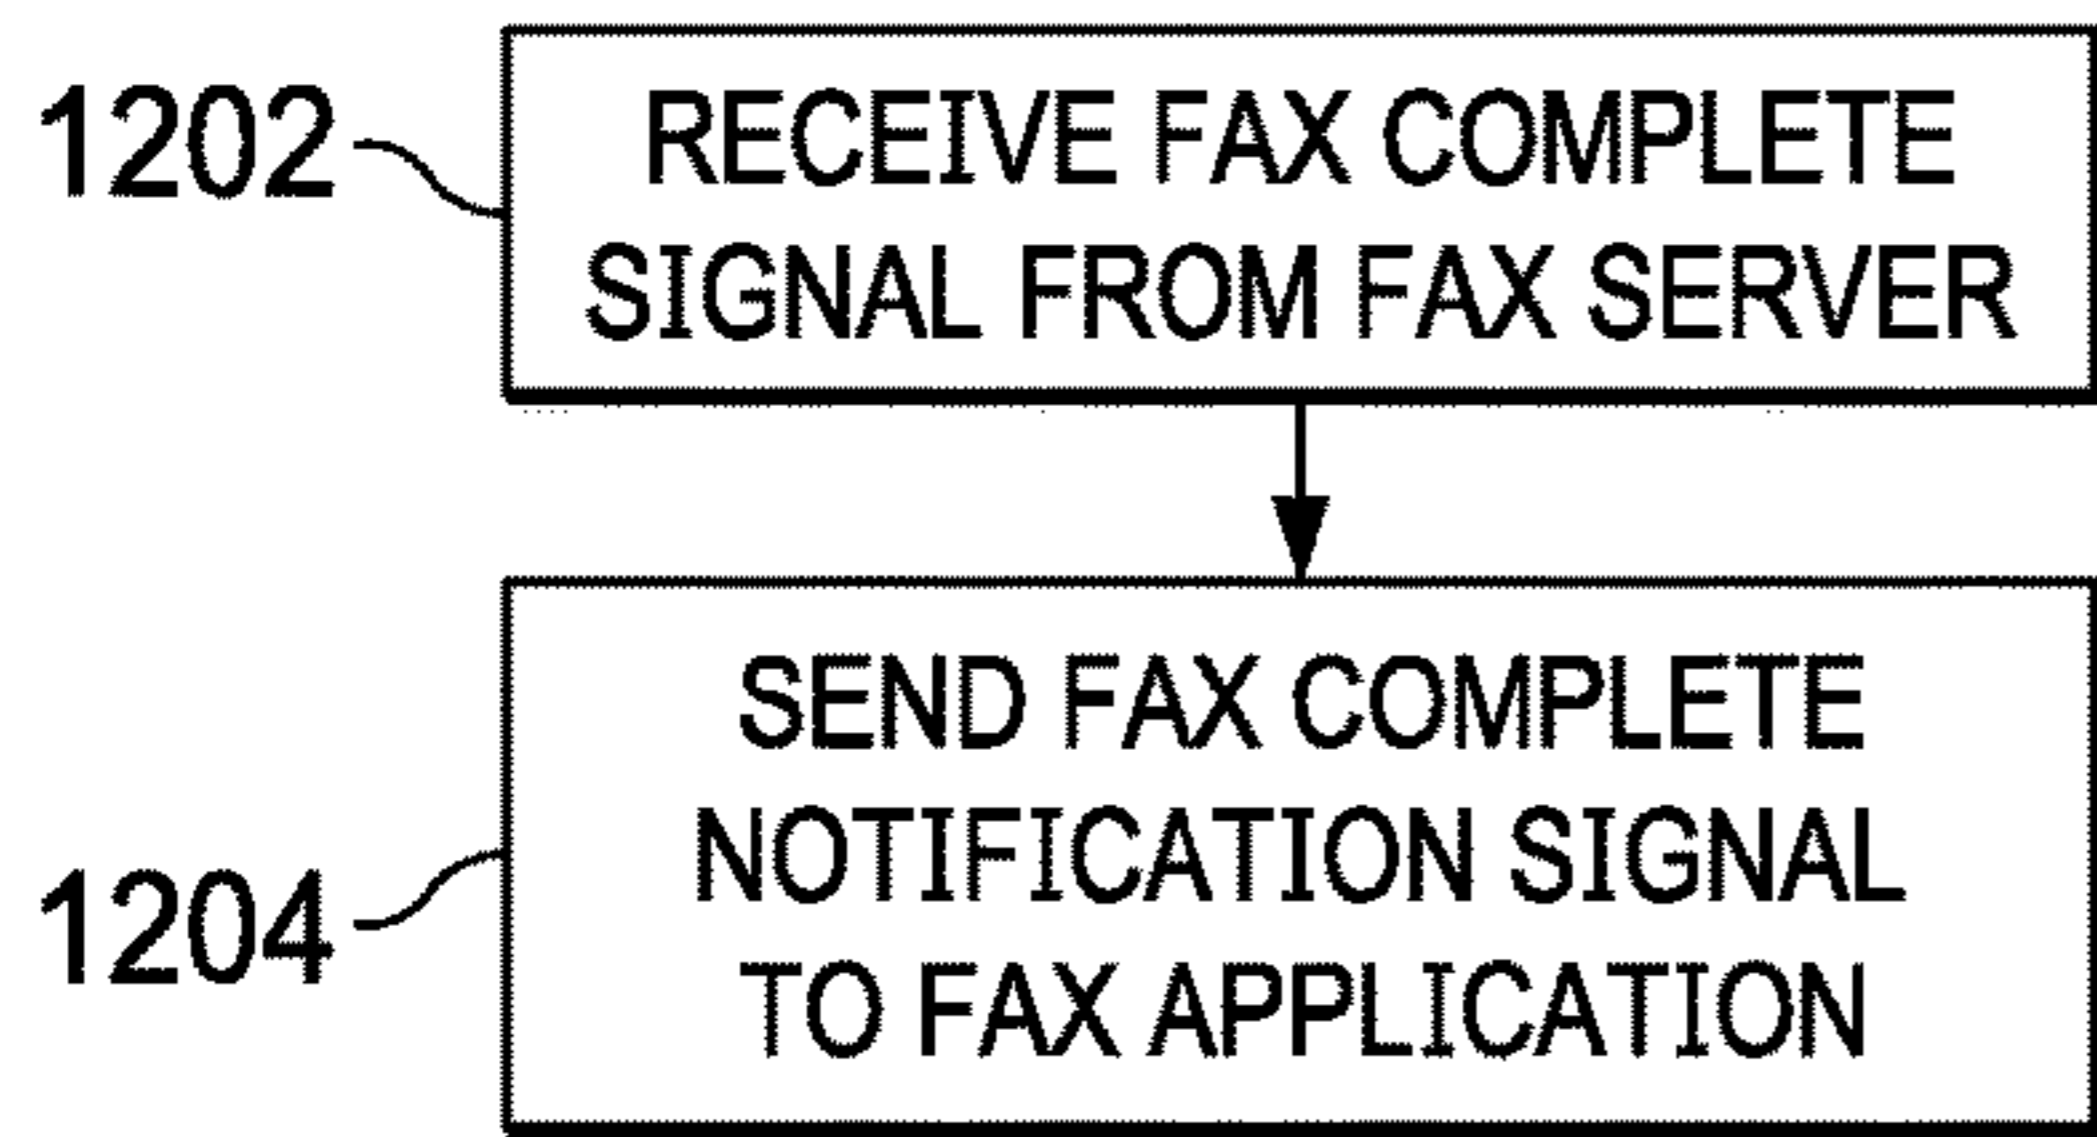 1202
RECEIVE FAX COMPLETE
SIGNAL FROM FAX SERVER
1204
SEND FAX COMPLETE
NOTIFICATION SIGNAL
TO FAX APPLICATION